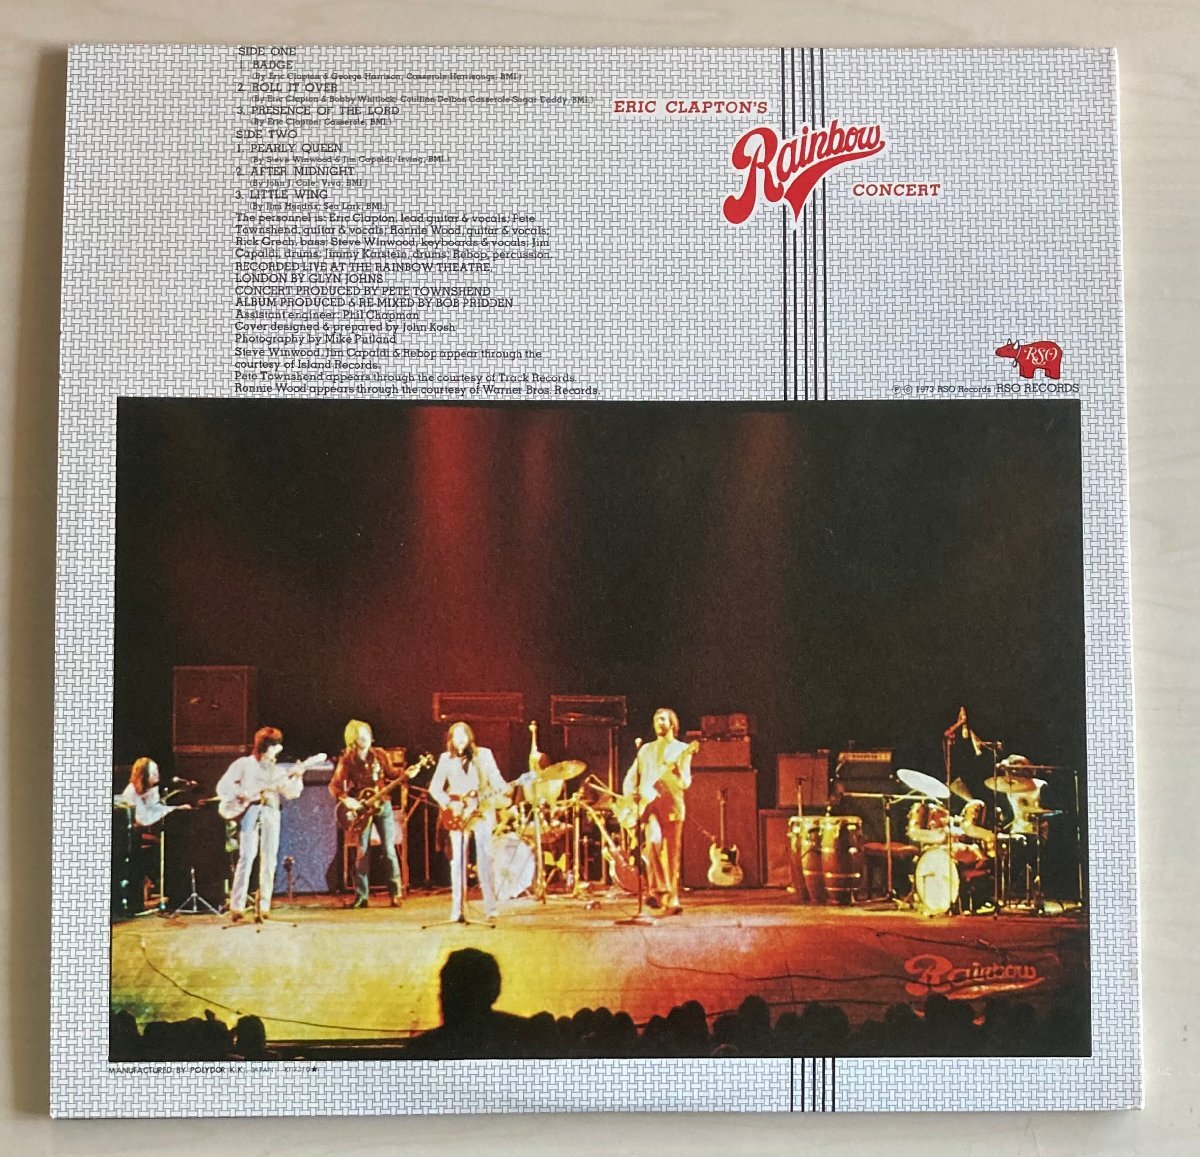 SIDE ONE
1. BADGE
(By Eric Clapton & George Harrison; Casserole Harrisongs, BMI.)
2. ROLL IT OVER
(By Eric Clapton & Bobby Whitlock; Cotillion-Delbon-Casserole-Sugar Daddy, BMI.)
3. PRESENCE OF THE LORD
(By Eric Clapton; Casserole, BMI.)
SIDE TWO
1. PEARLY QUEEN
(By Steve Winwood & Jim Capaldi; Irving, BMI.)
2. AFTER MIDNIGHT
(By John J. Cale; Viva, BMI.)
3. LITTLE WING
(By Jimi Hendrix; Sea Lark, BMI.)
The personnel is: Eric Clapton, lead guitar & vocals; Pete
Townshend, guitar & vocals; Ronnie Wood, guitar & vocals;
Rick Grech, bass; Steve Winwood, keyboards & vocals; Jim
Capaldi, drums; Jimmy Karstein, drums; Rebop, percussion.
RECORDED LIVE AT THE RAINBOW THEATRE,
LONDON BY GLYN JOHNS
CONCERT PRODUCED BY PETE TOWNSHEND
ALBUM PRODUCED & RE-MIXED BY BOB PRIDDEN
Assistant engineer; Phil Chapman
Cover designed & prepared by John Kosh
Photography by Mike Putland
Steve Winwood, Jim Capaldi & Rebop appear through the
courtesy of Island Records.
Pete Townshend appears through the courtesy of Track Records.
Ronnie Wood appears through the courtesy of Warner Bros. Records.
ERIC CLAPTON'S
Rainbow
CONCERT
RSO
Ⓟ © 1973 RSO Records RSO RECORDS
Rainbow
MANUFACTURED BY POLYDOR K.K., JAPAN